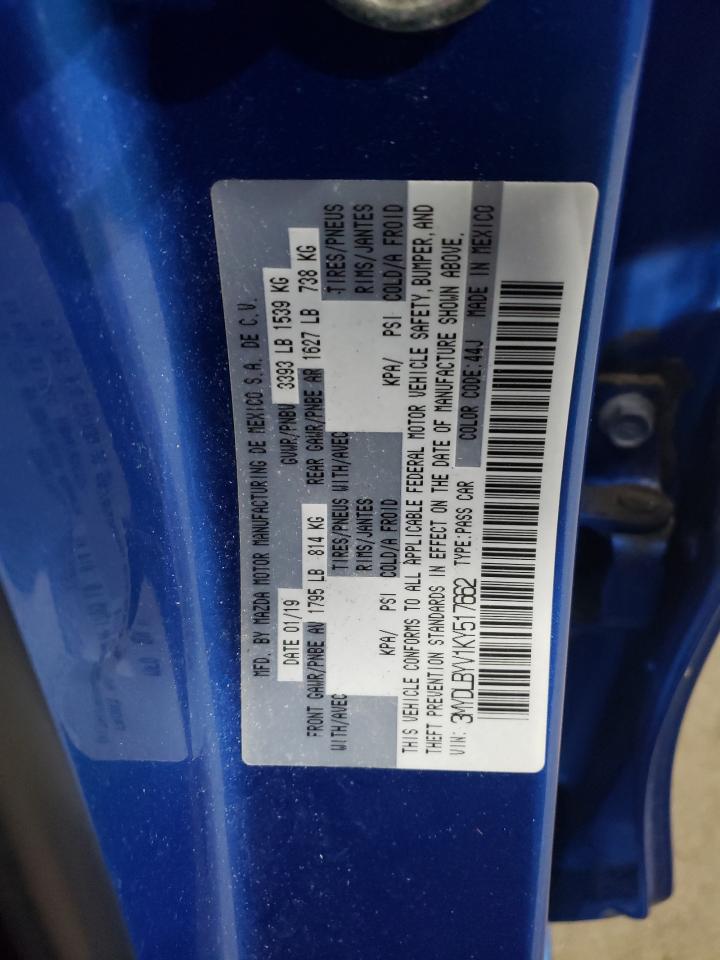 MFD. BY MAZDA MOTOR MANUFACTURING DE MEXICO S.A. DE C.V.
DATE 01/19 GVWR/PNBV 3393 LB 1539 KG
FRONT GAWR/PNBE AV 1795 LB 814 KG REAR GAWR/PNBE AR 1627 LB 738 KG
WITH/AVEC TIRES/PNEUS WITH/AVEC TIRES/PNEUS
RIMS/JANTES RIMS/JANTES
KPA/ PSI COLD/A FROID KPA/ PSI COLD/A FROID
THIS VEHICLE CONFORMS TO ALL APPLICABLE FEDERAL MOTOR VEHICLE SAFETY, BUMPER, AND
THEFT PREVENTION STANDARDS IN EFFECT ON THE DATE OF MANUFACTURE SHOWN ABOVE.
VIN: 3MYDLBYV1KY517662 TYPE:PASS CAR COLOR CODE:44J MADE IN MEXICO